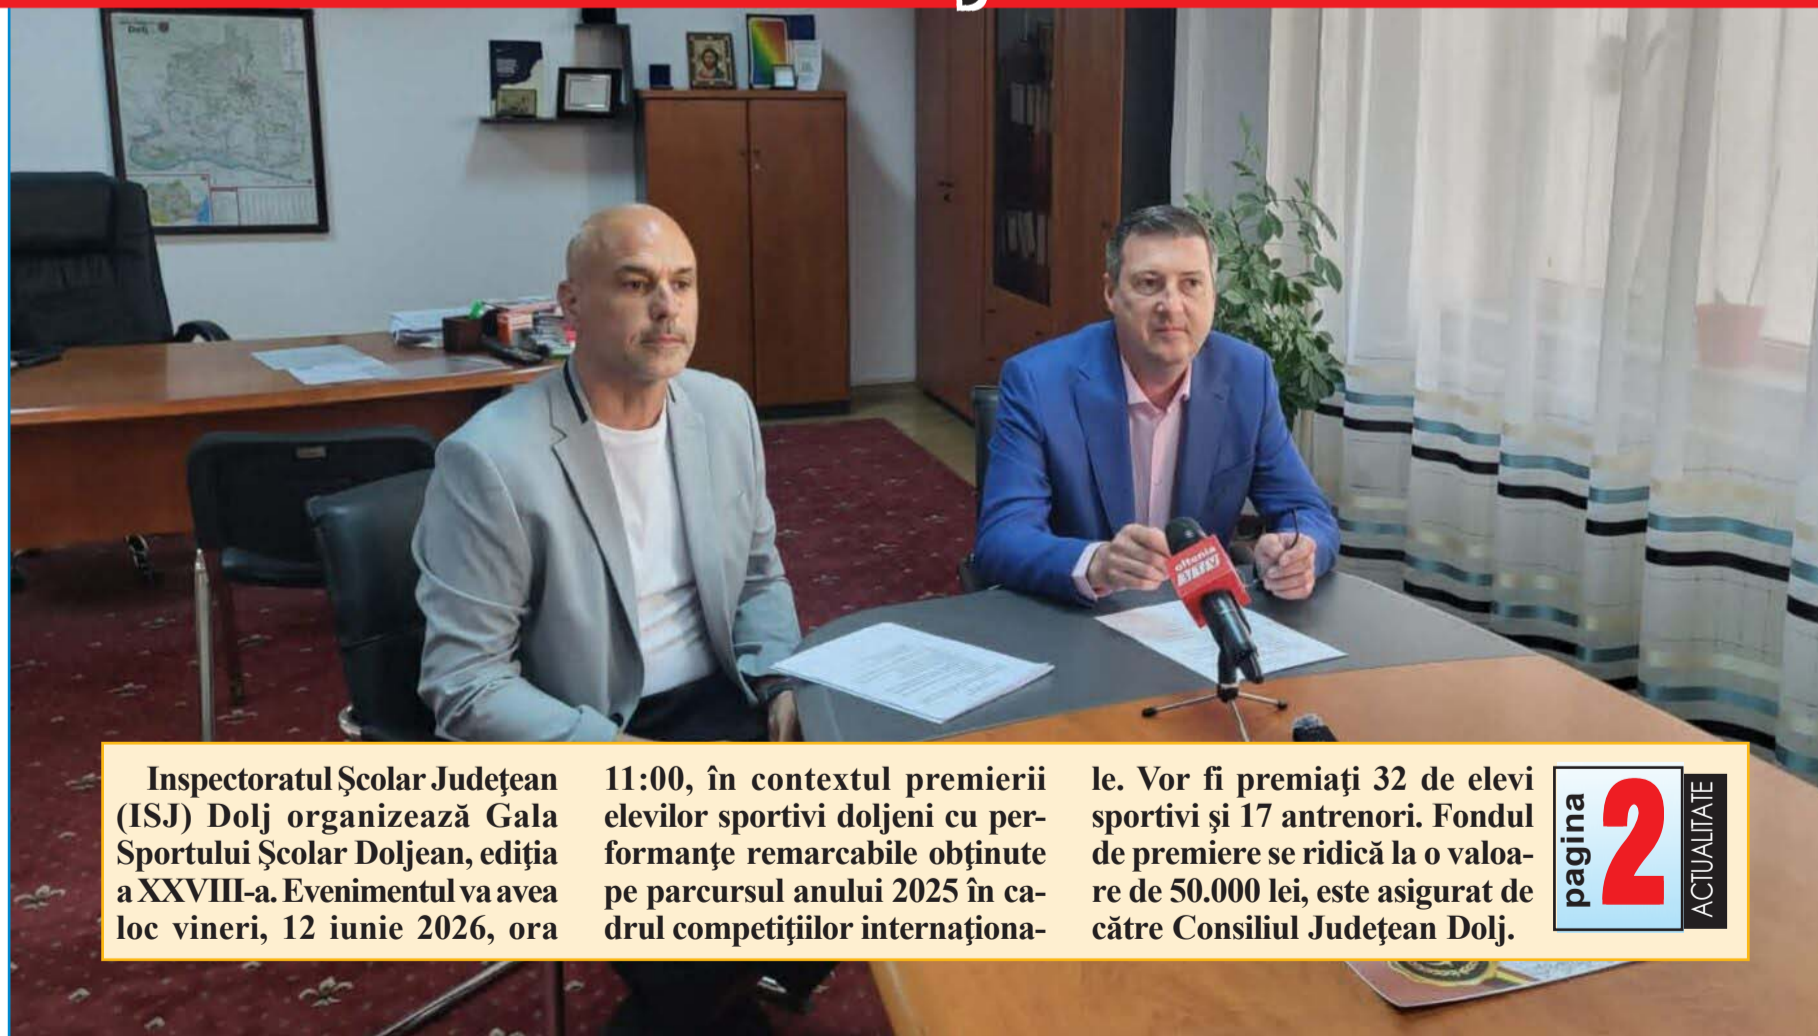 Dolj
oltenia
Inspectoratul Şcolar Judeţean
(ISJ) Dolj organizează Gala
Sportului Şcolar Doljean, ediţia
a XXVIII-a. Evenimentul va avea
loc vineri, 12 iunie 2026, ora
11:00, în contextul premierii
elevilor sportivi doljeni cu per-
formanţe remarcabile obţinute
pe parcursul anului 2025 în ca-
drul competiţiilor internaţiona-
le. Vor fi premiaţi 32 de elevi
sportivi şi 17 antrenori. Fondul
de premiere se ridică la o valoa-
re de 50.000 lei, este asigurat de
către Consiliul Judeţean Dolj.
pagina
2
ACTUALITATE